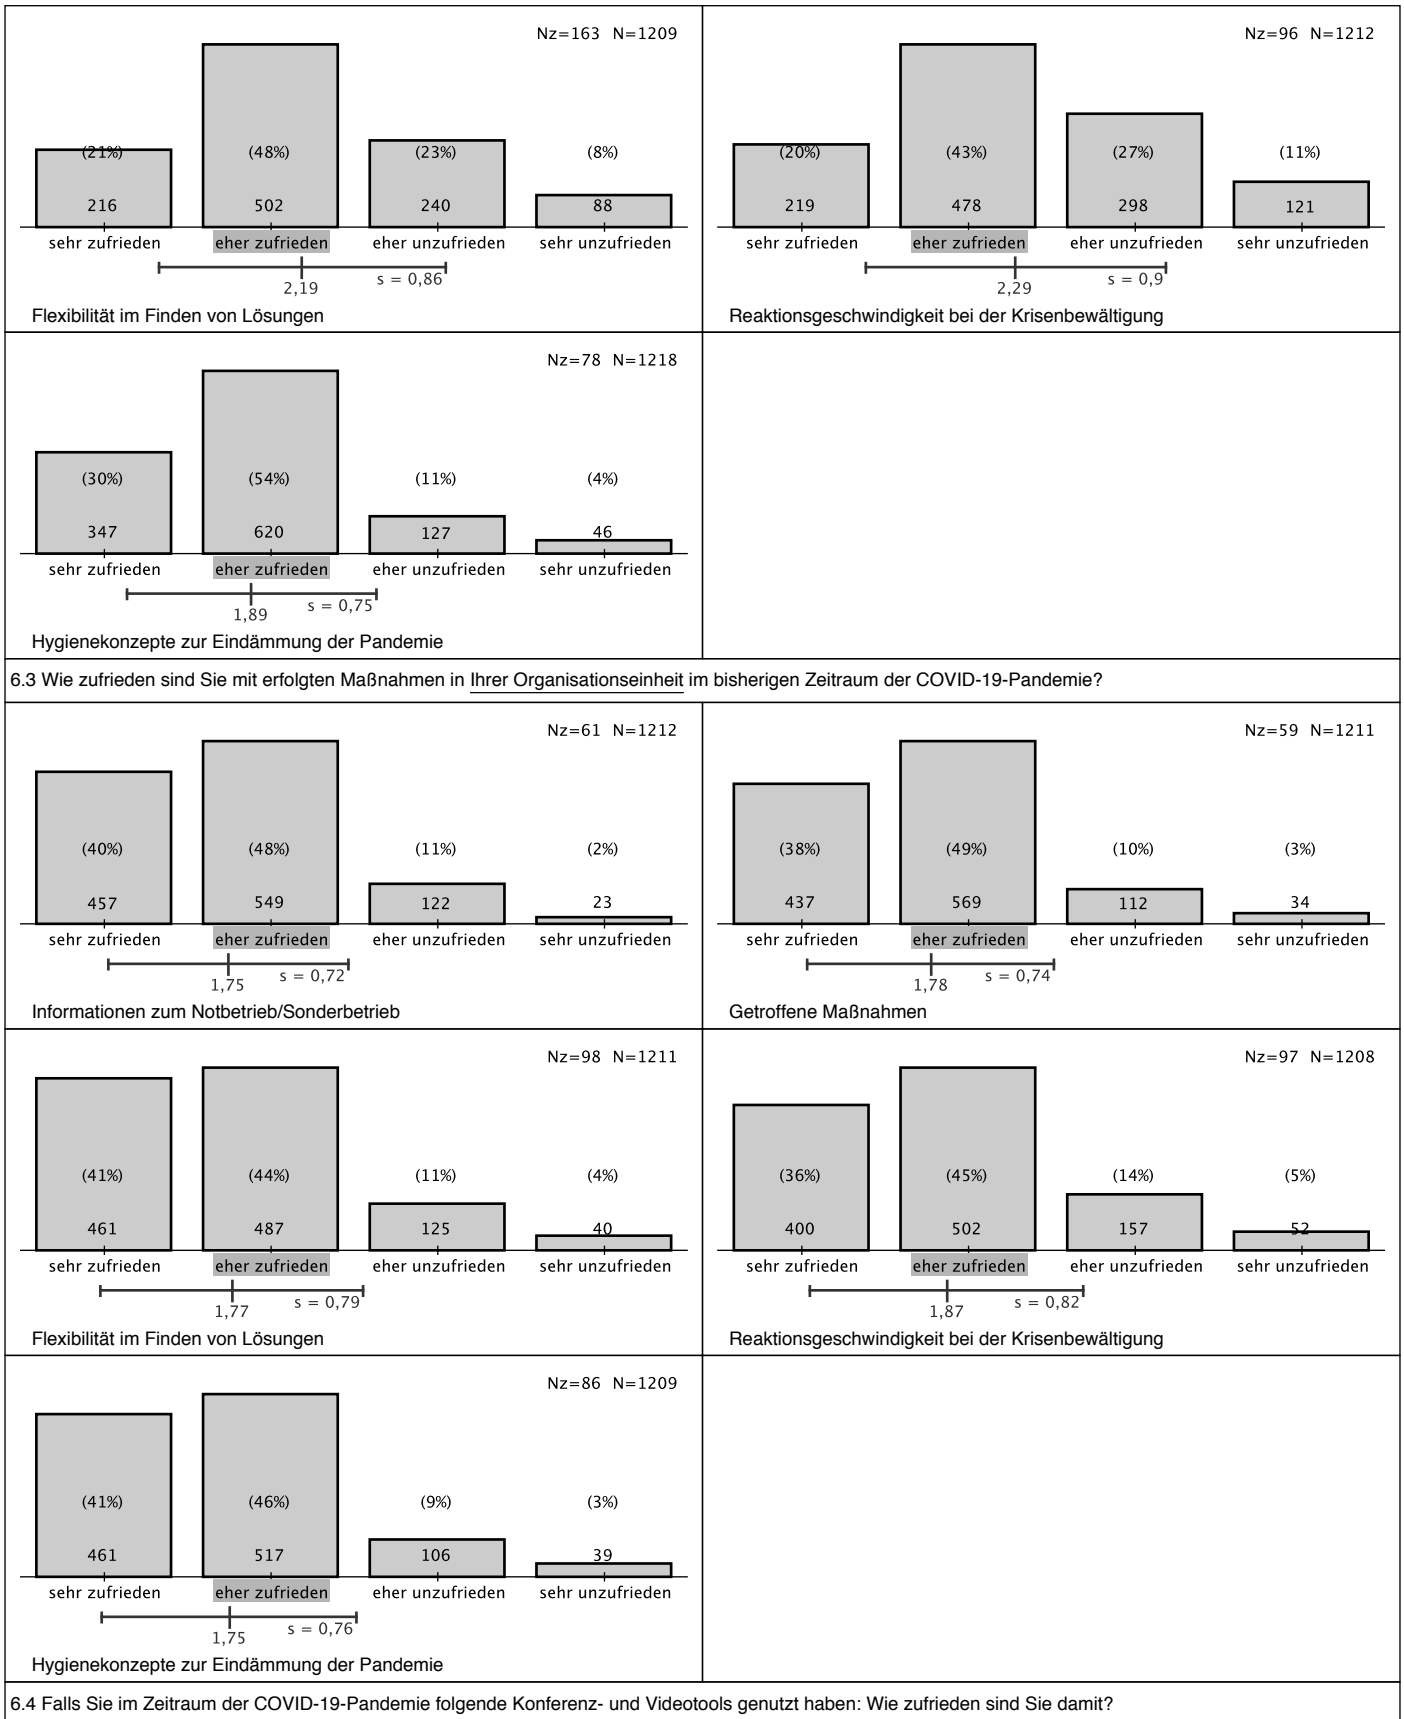 Nz=163 N=1209
(21%) (48%) (23%) (8%)
216 502 240 88
sehr zufrieden eher zufrieden eher unzufrieden sehr unzufrieden
2,19 s = 0,86
Flexibilität im Finden von Lösungen
Nz=96 N=1212
(20%) (43%) (27%) (11%)
219 478 298 121
sehr zufrieden eher zufrieden eher unzufrieden sehr unzufrieden
2,29 s = 0,9
Reaktionsgeschwindigkeit bei der Krisenbewältigung
Nz=78 N=1218
(30%) (54%) (11%) (4%)
347 620 127 46
sehr zufrieden eher zufrieden eher unzufrieden sehr unzufrieden
1,89 s = 0,75
Hygienekonzepte zur Eindämmung der Pandemie
6.3 Wie zufrieden sind Sie mit erfolgten Maßnahmen in Ihrer Organisationseinheit im bisherigen Zeitraum der COVID-19-Pandemie?
Nz=61 N=1212
(40%) (48%) (11%) (2%)
457 549 122 23
sehr zufrieden eher zufrieden eher unzufrieden sehr unzufrieden
1,75 s = 0,72
Informationen zum Notbetrieb/Sonderbetrieb
Nz=59 N=1211
(38%) (49%) (10%) (3%)
437 569 112 34
sehr zufrieden eher zufrieden eher unzufrieden sehr unzufrieden
1,78 s = 0,74
Getroffene Maßnahmen
Nz=98 N=1211
(41%) (44%) (11%) (4%)
461 487 125 40
sehr zufrieden eher zufrieden eher unzufrieden sehr unzufrieden
1,77 s = 0,79
Flexibilität im Finden von Lösungen
Nz=97 N=1208
(36%) (45%) (14%) (5%)
400 502 157 52
sehr zufrieden eher zufrieden eher unzufrieden sehr unzufrieden
1,87 s = 0,82
Reaktionsgeschwindigkeit bei der Krisenbewältigung
Nz=86 N=1209
(41%) (46%) (9%) (3%)
461 517 106 39
sehr zufrieden eher zufrieden eher unzufrieden sehr unzufrieden
1,75 s = 0,76
Hygienekonzepte zur Eindämmung der Pandemie
6.4 Falls Sie im Zeitraum der COVID-19-Pandemie folgende Konferenz- und Videotools genutzt haben: Wie zufrieden sind Sie damit?